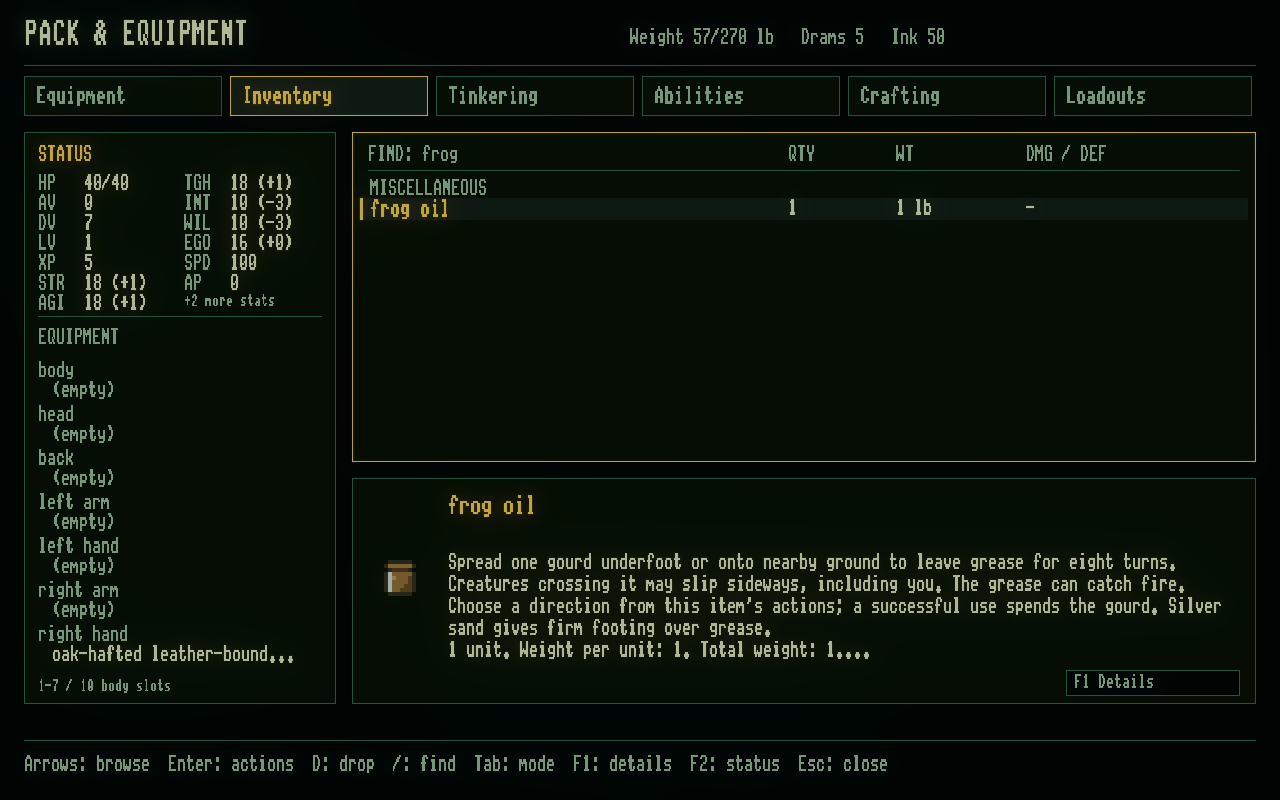 PACK & EQUIPMENT
Weight 57/270 lb   Drams 5   Ink 50
Equipment   Inventory   Tinkering   Abilities   Crafting   Loadouts
STATUS
HP 40/40   TGH 18 (+1)
AV 0   INT 10 (-3)
DV 7   WIL 10 (-3)
LV 1   EGO 16 (+0)
XP 5   SPD 100
STR 18 (+1)   AP 0
AGI 18 (+1)   +2 more stats
EQUIPMENT
body
(empty)
head
(empty)
back
(empty)
left arm
(empty)
left hand
(empty)
right arm
(empty)
right hand
oak-hafted leather-bound...
1-7 / 10 body slots
FIND: frog   QTY   WT   DMG / DEF
MISCELLANEOUS
frog oil   1   1 lb   -
frog oil
Spread one gourd underfoot or onto nearby ground to leave grease for eight turns.
Creatures crossing it may slip sideways, including you. The grease can catch fire.
Choose a direction from this item's actions; a successful use spends the gourd. Silver
sand gives firm footing over grease.
1 unit. Weight per unit: 1. Total weight: 1....
F1 Details
Arrows: browse   Enter: actions   D: drop   /: find   Tab: mode   F1: details   F2: status   Esc: close